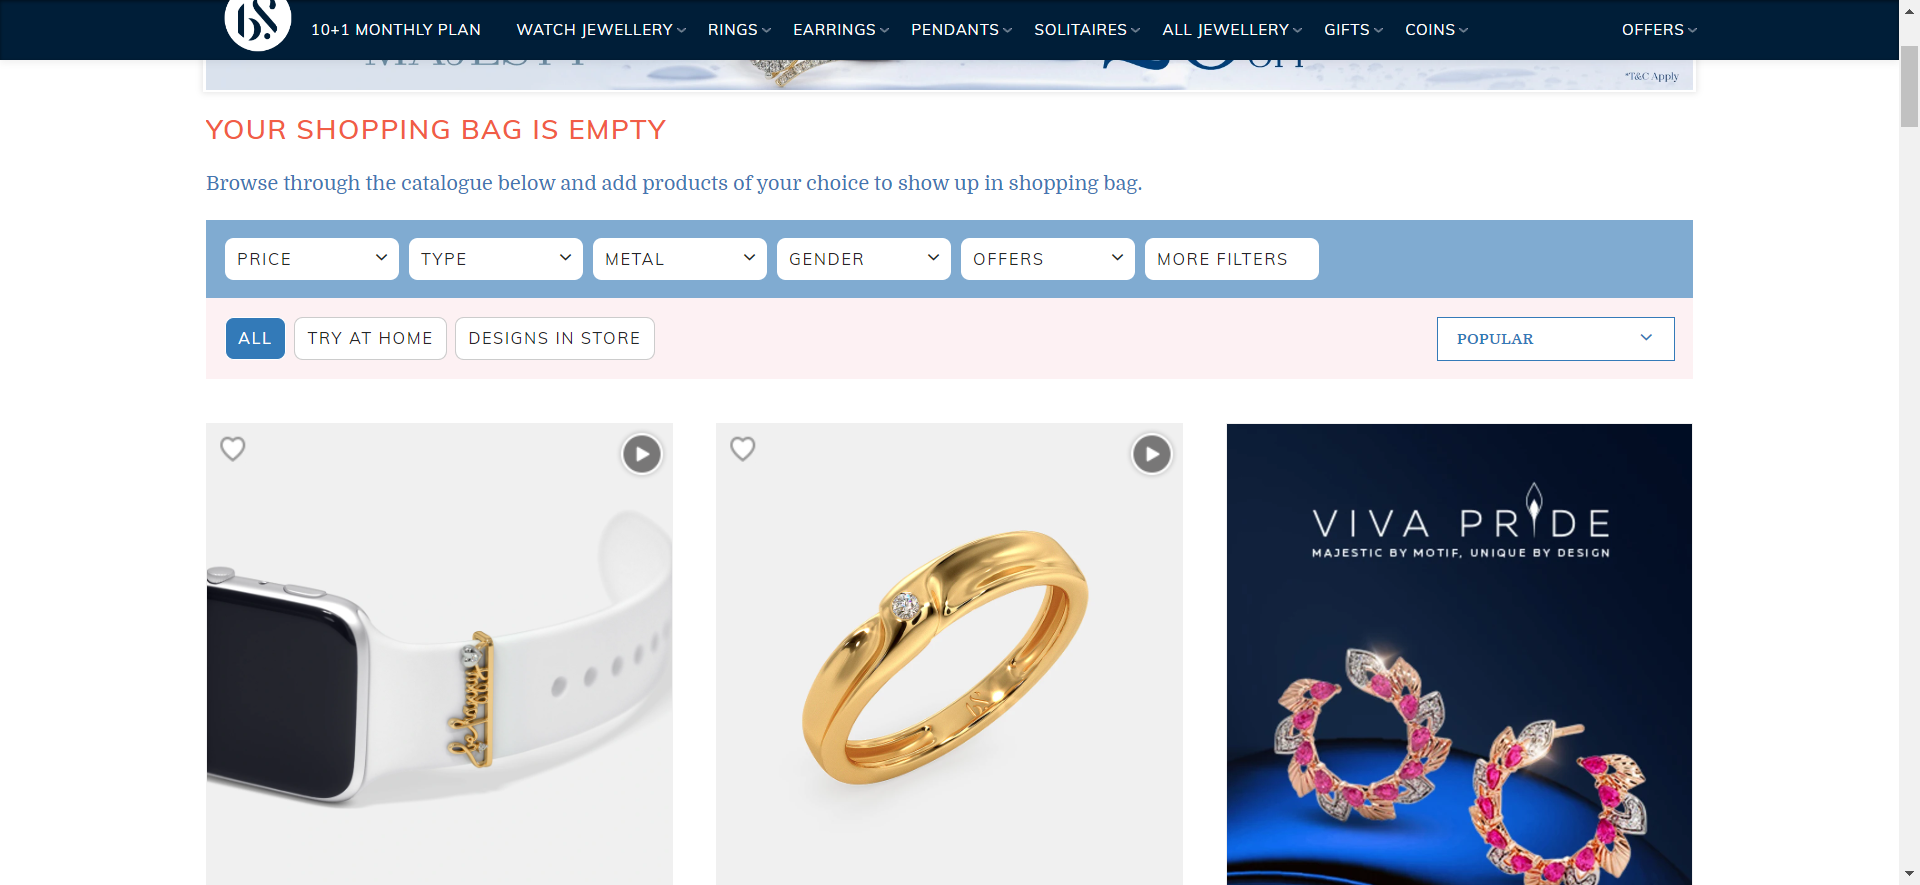 10+1 MONTHLY PLAN WATCH JEWELLERY RINGS EARRINGS PENDANTS SOLITAIRES ALL JEWELLERY GIFTS COINS OFFERS
*T&C Apply
YOUR SHOPPING BAG IS EMPTY
Browse through the catalogue below and add products of your choice to show up in shopping bag.
PRICE TYPE METAL GENDER OFFERS MORE FILTERS
ALL TRY AT HOME DESIGNS IN STORE POPULAR
VIVA PRIDE
MAJESTIC BY MOTIF, UNIQUE BY DESIGN
be happy